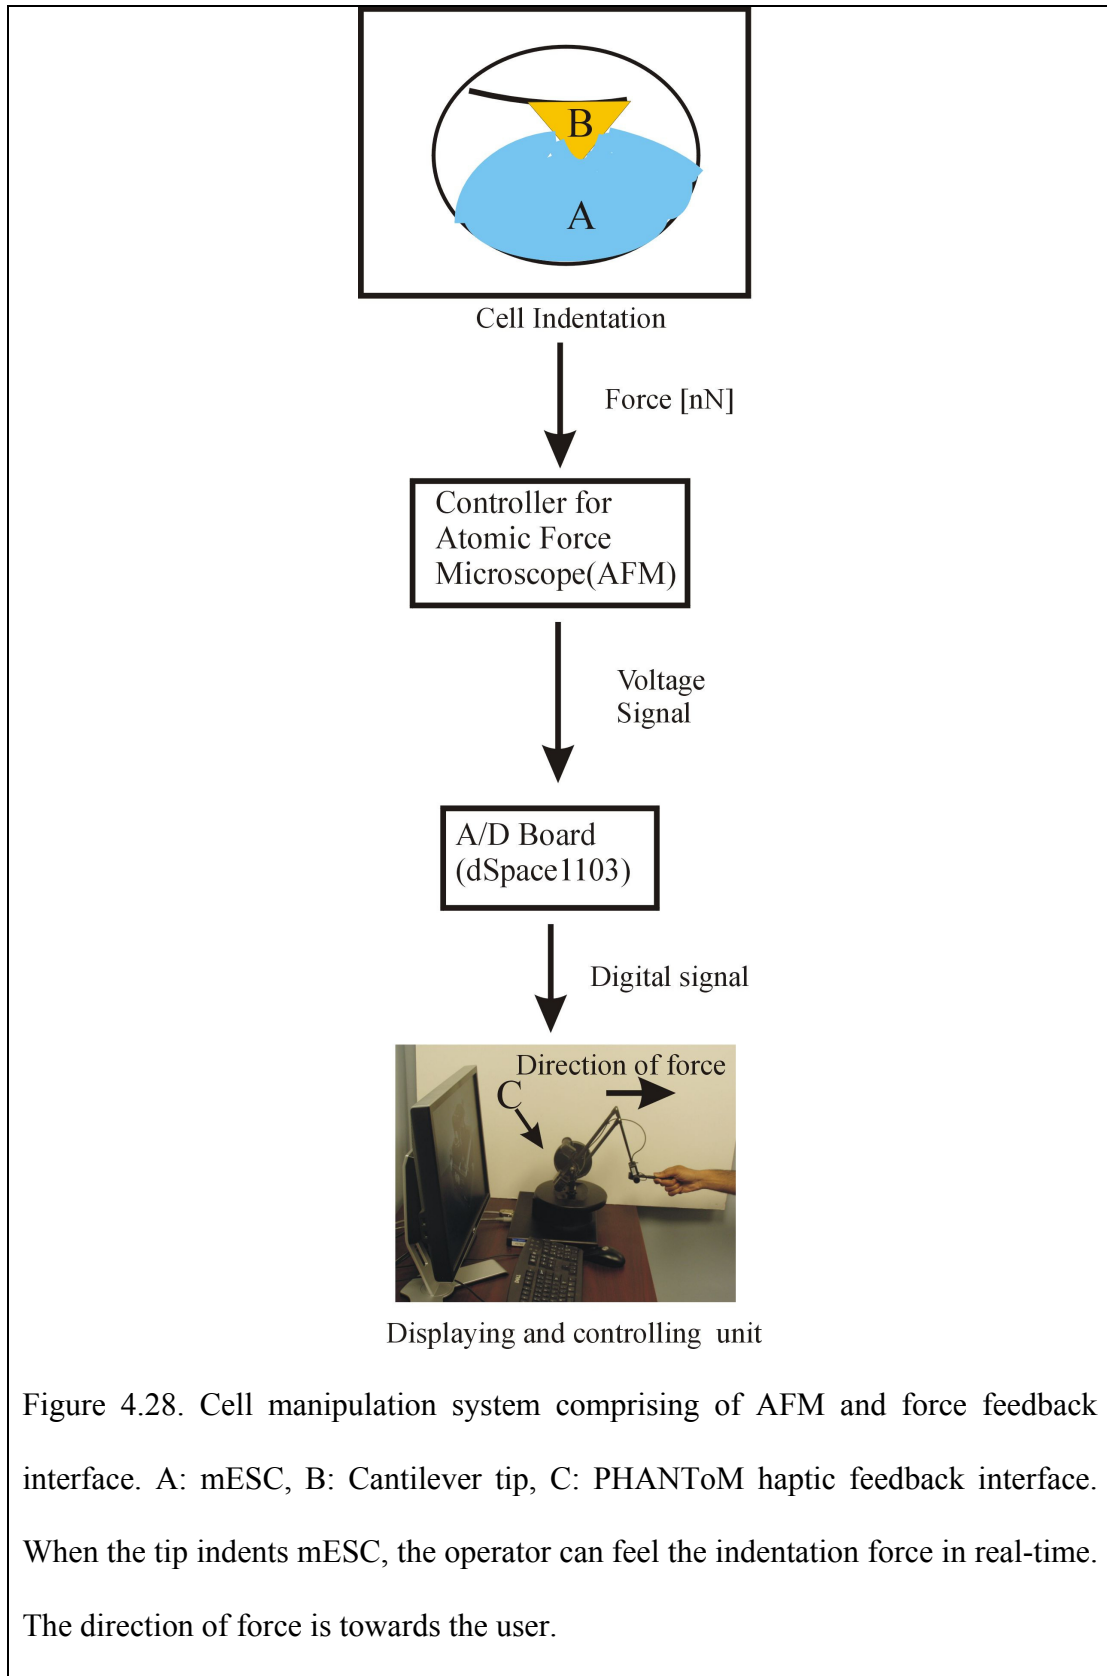 B
A
Cell Indentation
Force [nN]
Controller for
Atomic Force
Microscope(AFM)
Voltage
Signal
A/D Board
(dSpace1103)
Digital signal
Direction of force
C
Displaying and controlling unit
Figure 4.28. Cell manipulation system comprising of AFM and force feedback
interface. A: mESC, B: Cantilever tip, C: PHANToM haptic feedback interface.
When the tip indents mESC, the operator can feel the indentation force in real-time.
The direction of force is towards the user.